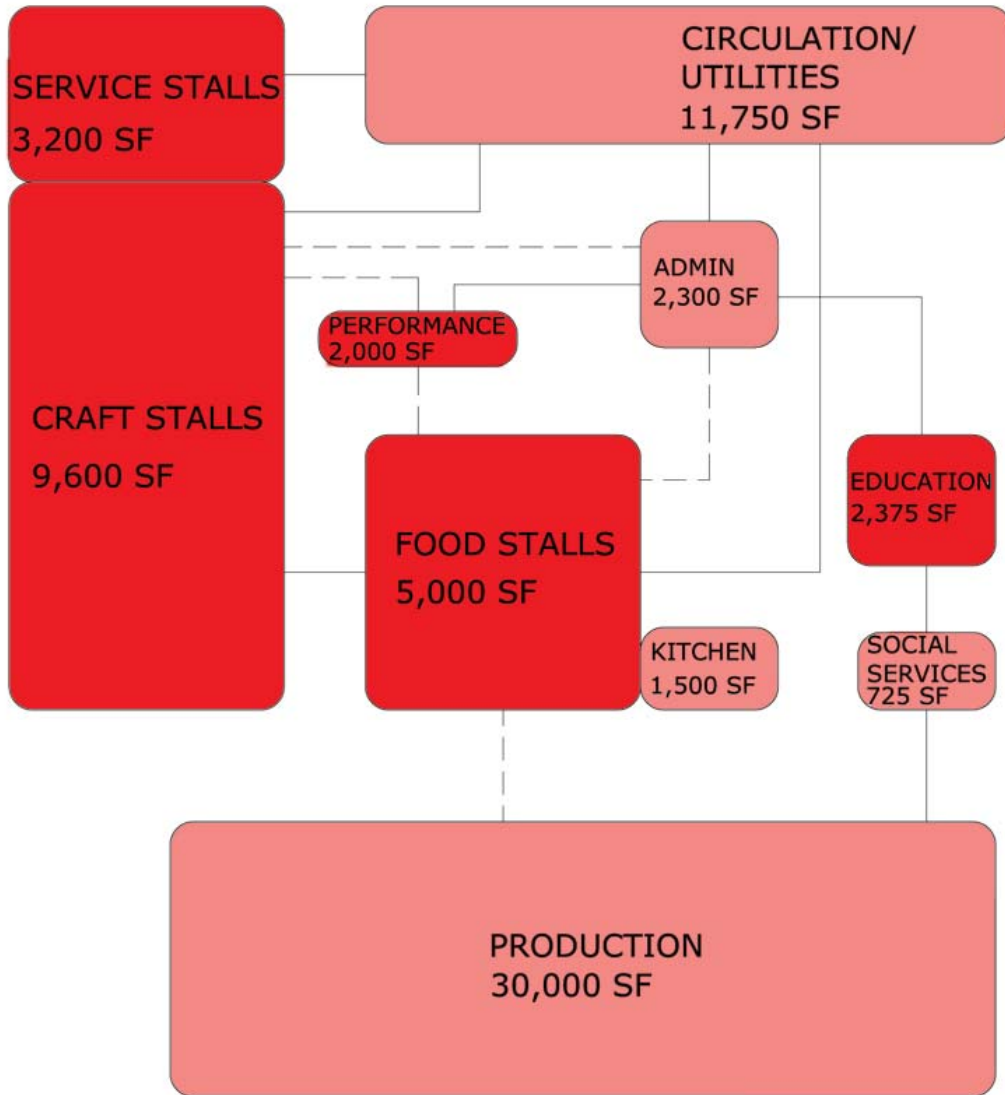 SERVICE STALLS
3,200 SF
CIRCULATION/
UTILITIES
11,750 SF
ADMIN
2,300 SF
PERFORMANCE
2,000 SF
CRAFT STALLS
9,600 SF
FOOD STALLS
5,000 SF
EDUCATION
2,375 SF
KITCHEN
1,500 SF
SOCIAL
SERVICES
725 SF
PRODUCTION
30,000 SF